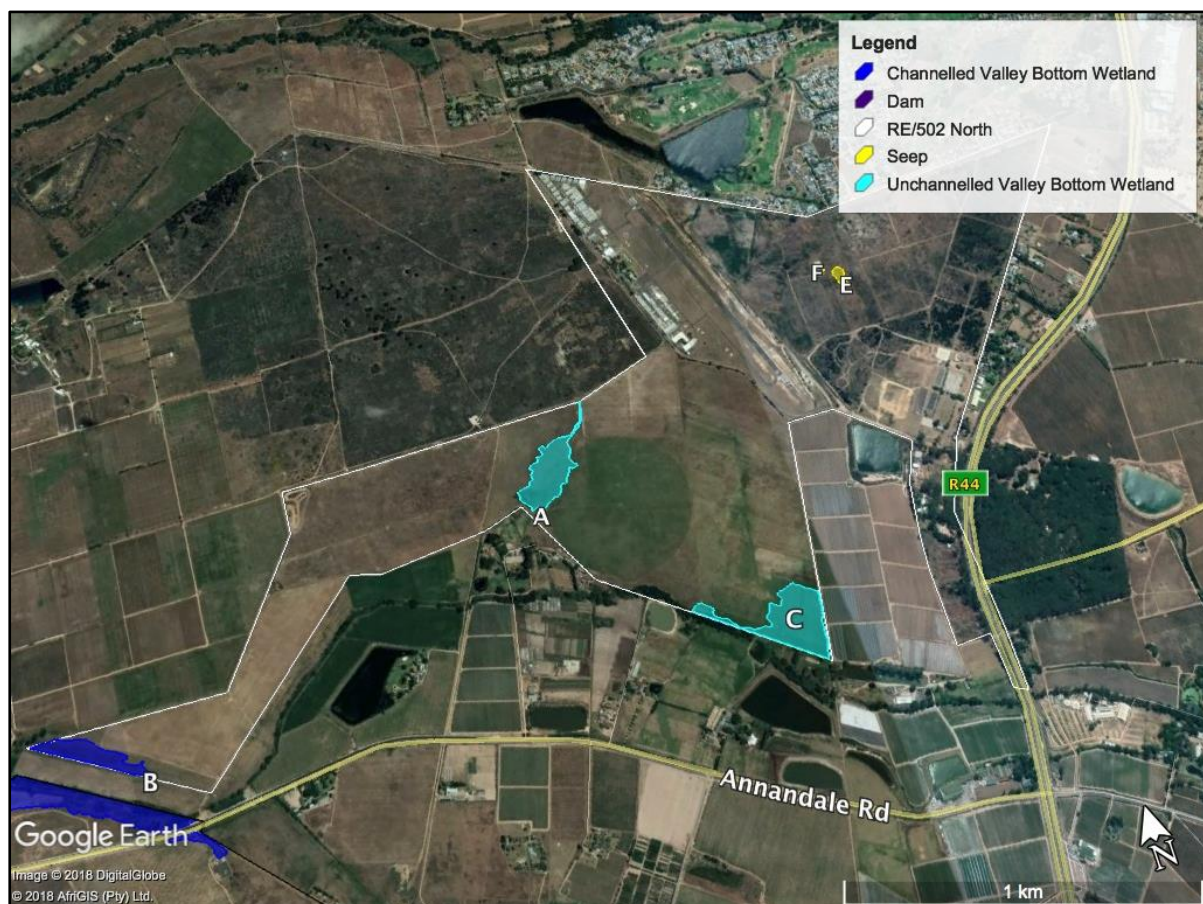 Legend
Channelled Valley Bottom Wetland
Dam
RE/502 North
Seep
Unchannelled Valley Bottom Wetland
F
E
R44
A
C
B
Annandale Rd
Google Earth
N
Image © 2018 DigitalGlobe
© 2018 AfriGIS (Pty) Ltd.
1 km